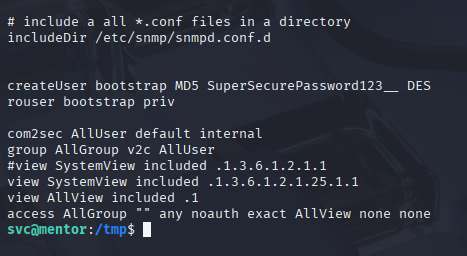 # include a all *.conf files in a directory
includeDir /etc/snmp/snmpd.conf.d
createUser bootstrap MD5 SuperSecurePassword123__ DES
rouser bootstrap priv
com2sec AllUser default internal
group AllGroup v2c AllUser
#view SystemView included .1.3.6.1.2.1.1
view SystemView included .1.3.6.1.2.1.25.1.1
view AllView included .1
access AllGroup "" any noauth exact AllView none none
svc@mentor:/tmp$